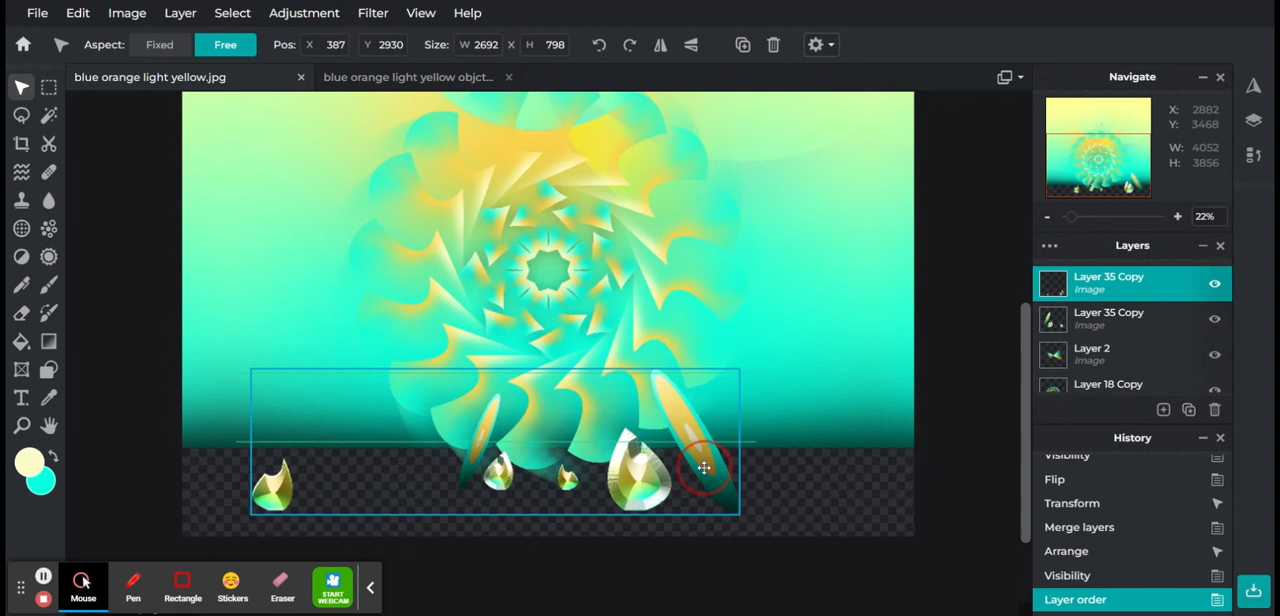 File Edit Image Layer Select Adjustment Filter View Help
Aspect: Fixed Free Pos: X 387 Y 2930 Size: W 2692 X H 798
blue orange light yellow.jpg × blue orange light yellow objct... ×
Navigate
X: 2882
Y: 3468
W: 4052
H: 3856
- + 22%
Layers
Layer 35 Copy
Image
Layer 35 Copy
Image
Layer 2
Image
Layer 18 Copy
History
Visibility
Flip
Transform
Merge layers
Arrange
Visibility
Layer order
Mouse Pen Rectangle Stickers Eraser START
WEBCAM